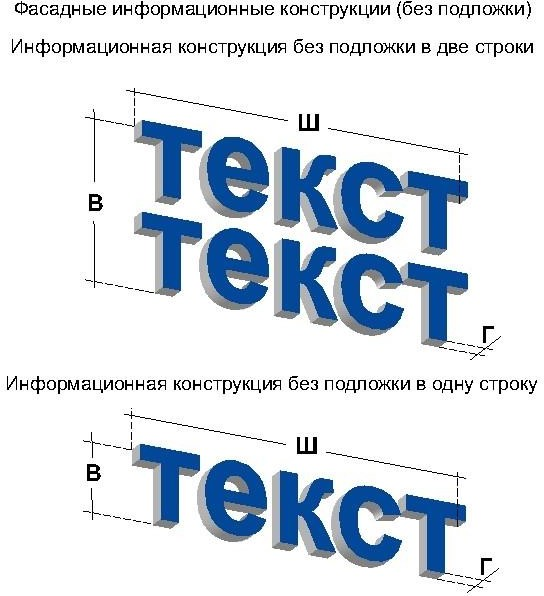 Фасадные информационные конструкции (без подложки)
Информационная конструкция без подложки в две строки
Ш
В
текст
текст
Г
Информационная конструкция без подложки в одну строку
Ш
В
текст
Г